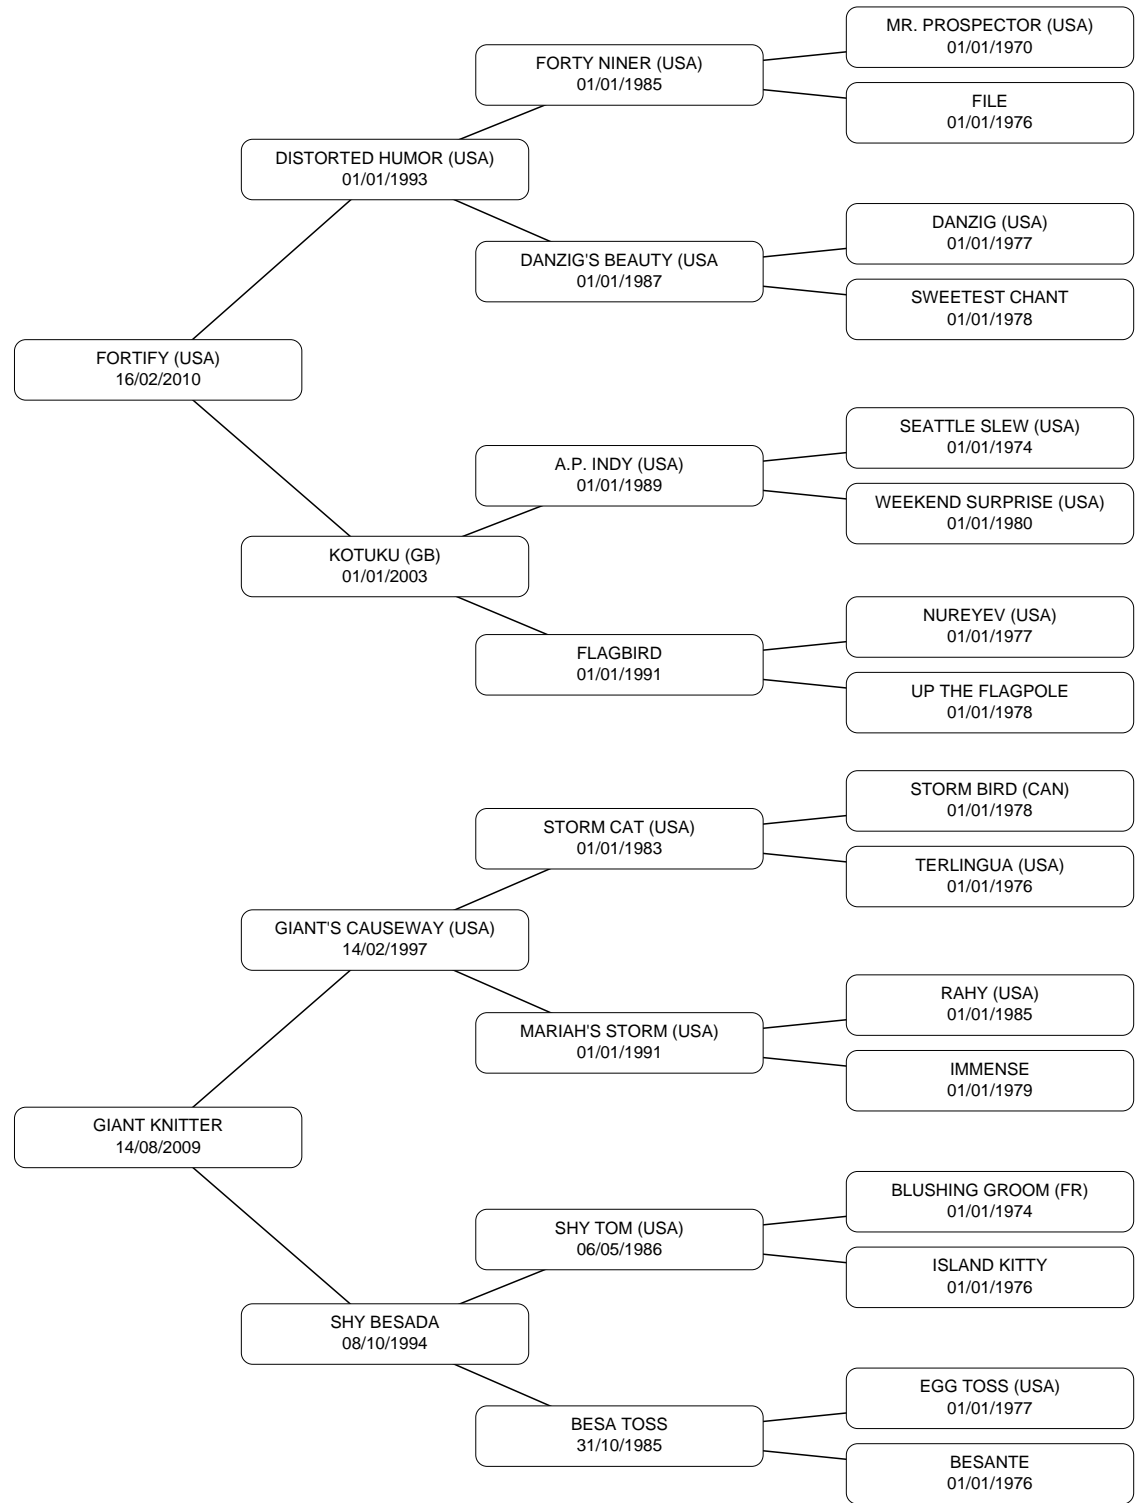 MR. PROSPECTOR (USA)
01/01/1970
FORTY NINER (USA)
01/01/1985
FILE
01/01/1976
DISTORTED HUMOR (USA)
01/01/1993
DANZIG (USA)
01/01/1977
DANZIG'S BEAUTY (USA
01/01/1987
SWEETEST CHANT
01/01/1978
FORTIFY (USA)
16/02/2010
SEATTLE SLEW (USA)
01/01/1974
A.P. INDY (USA)
01/01/1989
WEEKEND SURPRISE (USA)
01/01/1980
KOTUKU (GB)
01/01/2003
NUREYEV (USA)
01/01/1977
FLAGBIRD
01/01/1991
UP THE FLAGPOLE
01/01/1978
STORM BIRD (CAN)
01/01/1978
STORM CAT (USA)
01/01/1983
TERLINGUA (USA)
01/01/1976
GIANT'S CAUSEWAY (USA)
14/02/1997
RAHY (USA)
01/01/1985
MARIAH'S STORM (USA)
01/01/1991
IMMENSE
01/01/1979
GIANT KNITTER
14/08/2009
BLUSHING GROOM (FR)
01/01/1974
SHY TOM (USA)
06/05/1986
ISLAND KITTY
01/01/1976
SHY BESADA
08/10/1994
EGG TOSS (USA)
01/01/1977
BESA TOSS
31/10/1985
BESANTE
01/01/1976